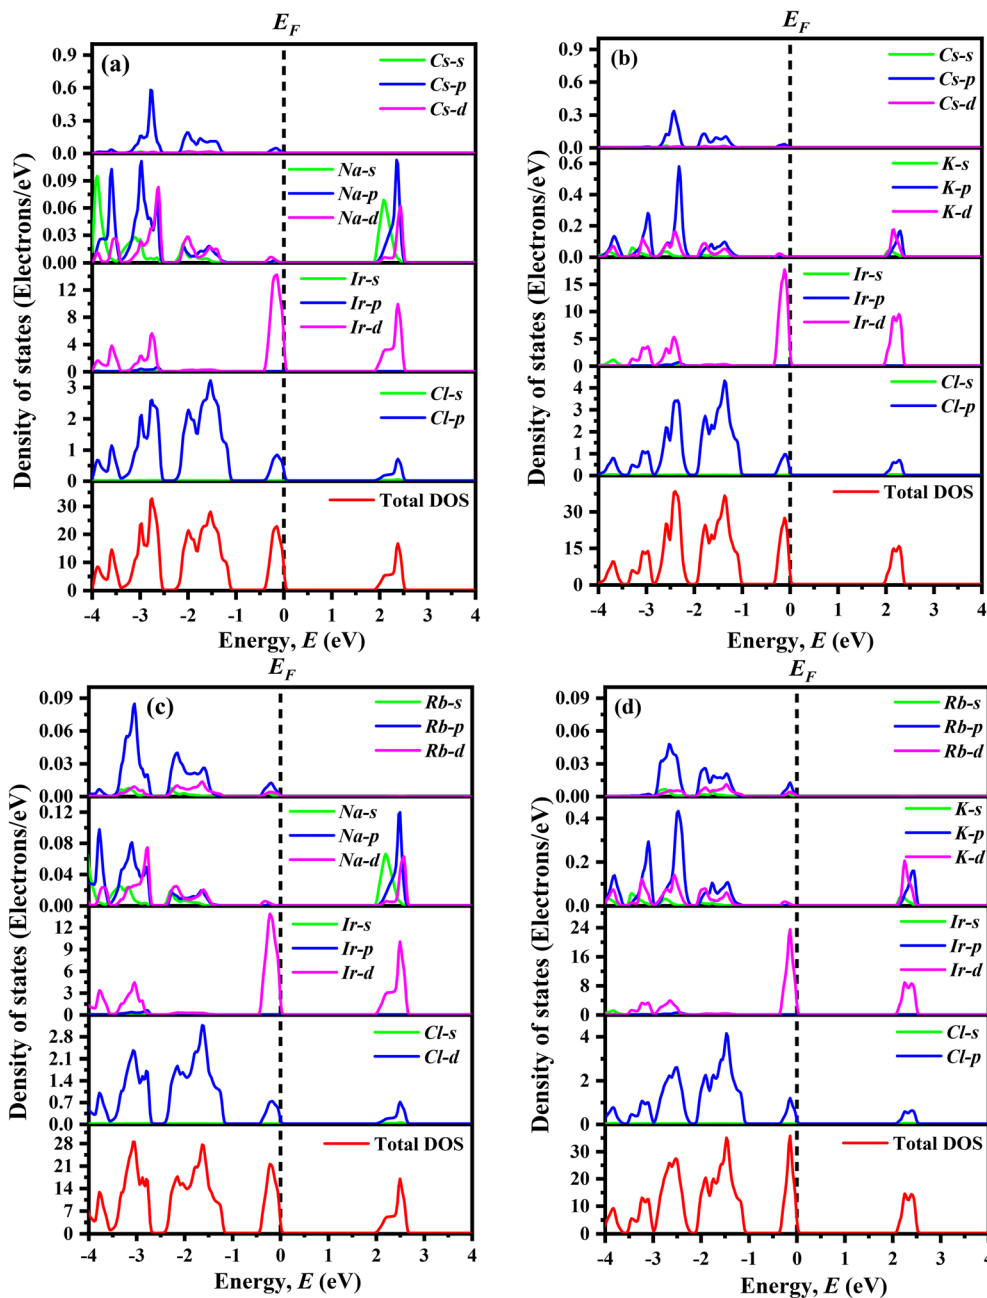 E_F
(a)
Cs-s
Cs-p
Cs-d
0.9
0.6
0.3
0.0
Na-s
Na-p
Na-d
0.09
0.06
0.03
0.00
Ir-s
Ir-p
Ir-d
12
8
4
0
Cl-s
Cl-p
3
2
1
0
Total DOS
30
20
10
0
-4 -3 -2 -1 0 1 2 3 4
Energy, E (eV)
Density of states (Electrons/eV)
E_F
(b)
Cs-s
Cs-p
Cs-d
0.9
0.6
0.3
0.0
K-s
K-p
K-d
0.6
0.4
0.2
0.0
Ir-s
Ir-p
Ir-d
15
10
5
0
Cl-s
Cl-p
4
3
2
1
0
Total DOS
30
15
0
-4 -3 -2 -1 0 1 2 3 4
Energy, E (eV)
Density of states (Electrons/eV)
E_F
(c)
Rb-s
Rb-p
Rb-d
0.09
0.06
0.03
0.00
Na-s
Na-p
Na-d
0.12
0.08
0.04
0.00
Ir-s
Ir-p
Ir-d
12
9
6
3
0
Cl-s
Cl-d
2.8
2.1
1.4
0.7
0.0
Total DOS
28
21
14
7
0
-4 -3 -2 -1 0 1 2 3 4
Energy, E (eV)
Density of states (Electrons/eV)
E_F
(d)
Rb-s
Rb-p
Rb-d
0.09
0.06
0.03
0.00
K-s
K-p
K-d
0.4
0.2
0.0
Ir-s
Ir-p
Ir-d
24
16
8
0
Cl-s
Cl-p
4
2
0
Total DOS
30
20
10
0
-4 -3 -2 -1 0 1 2 3 4
Energy, E (eV)
Density of states (Electrons/eV)